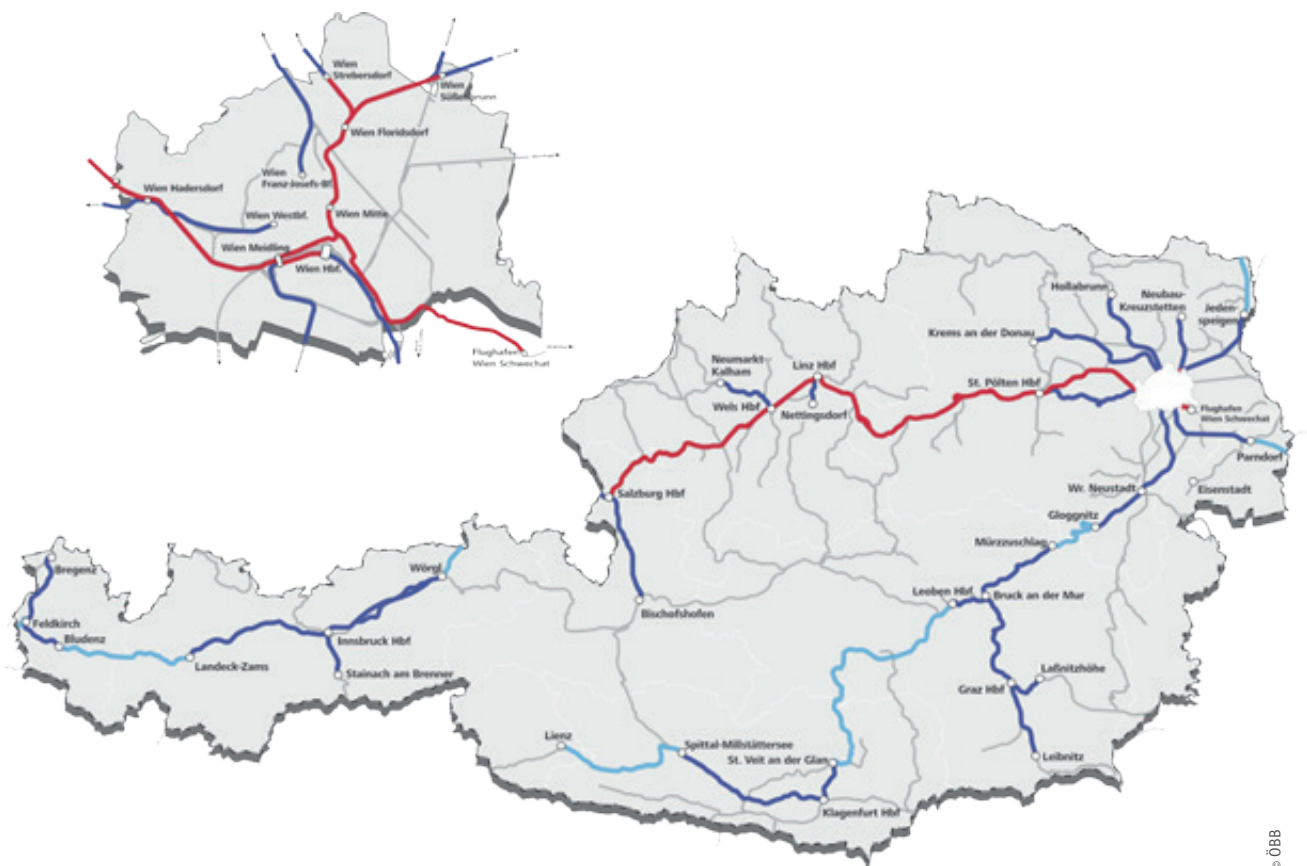 Wien
Strebersdorf
Wien
Süßenbrunn
Wien Floridsdorf
Wien
Franz-Josefs-Bf.
Wien Hadersdorf
Wien Westbf.
Wien Mitte
Wien Meidling
Wien Hbf.
Flughafen
Wien Schwechat
Hollabrunn
Neubau-
Kreuzstetten
Jeden-
speigen
Krems an der Donau
Neumarkt
Kalham
Linz Hbf
St. Pölten Hbf
Wels Hbf
Nettingsdorf
Flughafen
Wien Schwechat
Parndorf
Salzburg Hbf
Wr. Neustadt
Eisenstadt
Gloggnitz
Mürzzuschlag
Bregenz
Wörgl
Leoben Hbf
Bruck an der Mur
Bischofshofen
Feldkirch
Bludenz
Innsbruck Hbf
Landeck-Zams
Stainach am Brenner
Laßnitzhöhe
Graz Hbf
Lienz
Spittal-Millstättersee
St. Veit an der Glan
Leibnitz
Klagenfurt Hbf
© ÖBB